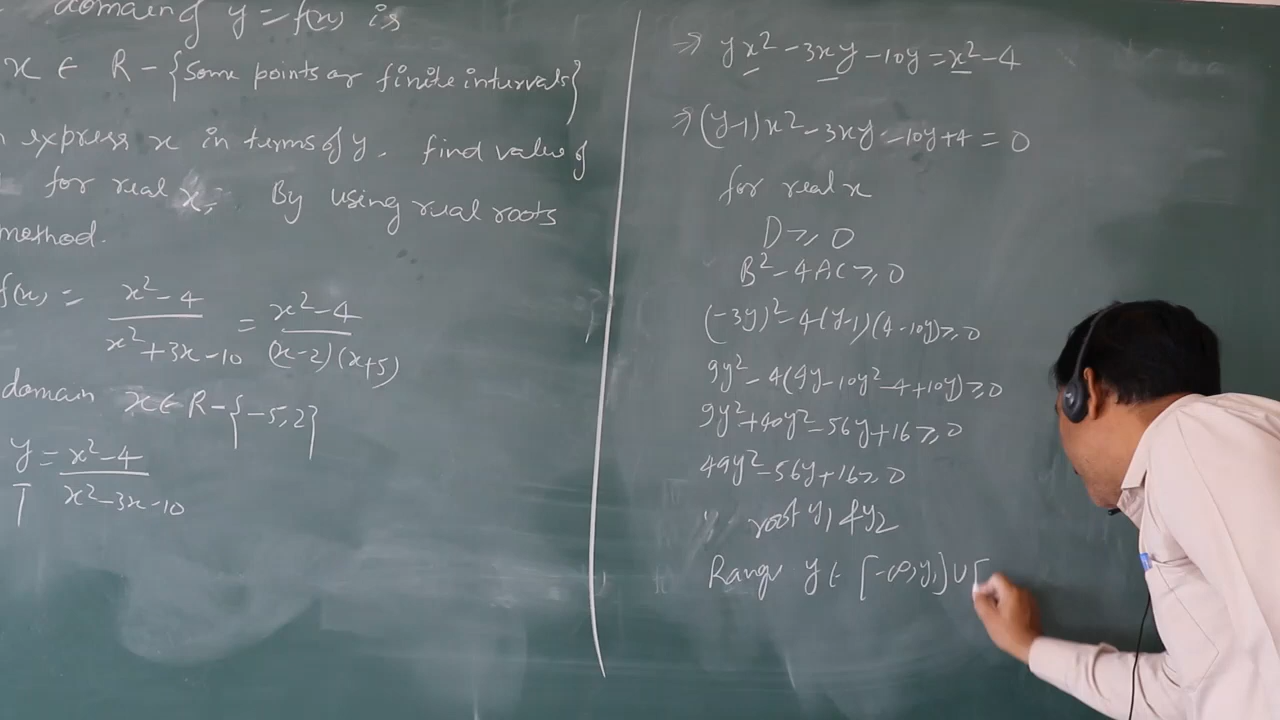 domain of y = f(x) is
x ∈ R - {Some points or finite intervals}
express x in terms of y. find value of
for real x, By using real roots
method.
f(x) = x² - 4 / x² + 3x - 10 = x² - 4 / (x-2)(x+5)
domain x ∈ R - {-5, 2}
y = x² - 4 / x² - 3x - 10
⇒ yx² - 3xy - 10y = x² - 4
⇒ (y-1)x² - 3xy - 10y + 4 = 0
for real x
D ≥ 0
B² - 4AC ≥ 0
(-3y)² - 4(y-1)(4-10y) ≥ 0
9y² - 4(4y - 10y² - 4 + 10y) ≥ 0
9y² + 40y² - 56y + 16 ≥ 0
49y² - 56y + 16 ≥ 0
root y₁ & y₂
Range y ∈ [-∞, y₁] ∪ [